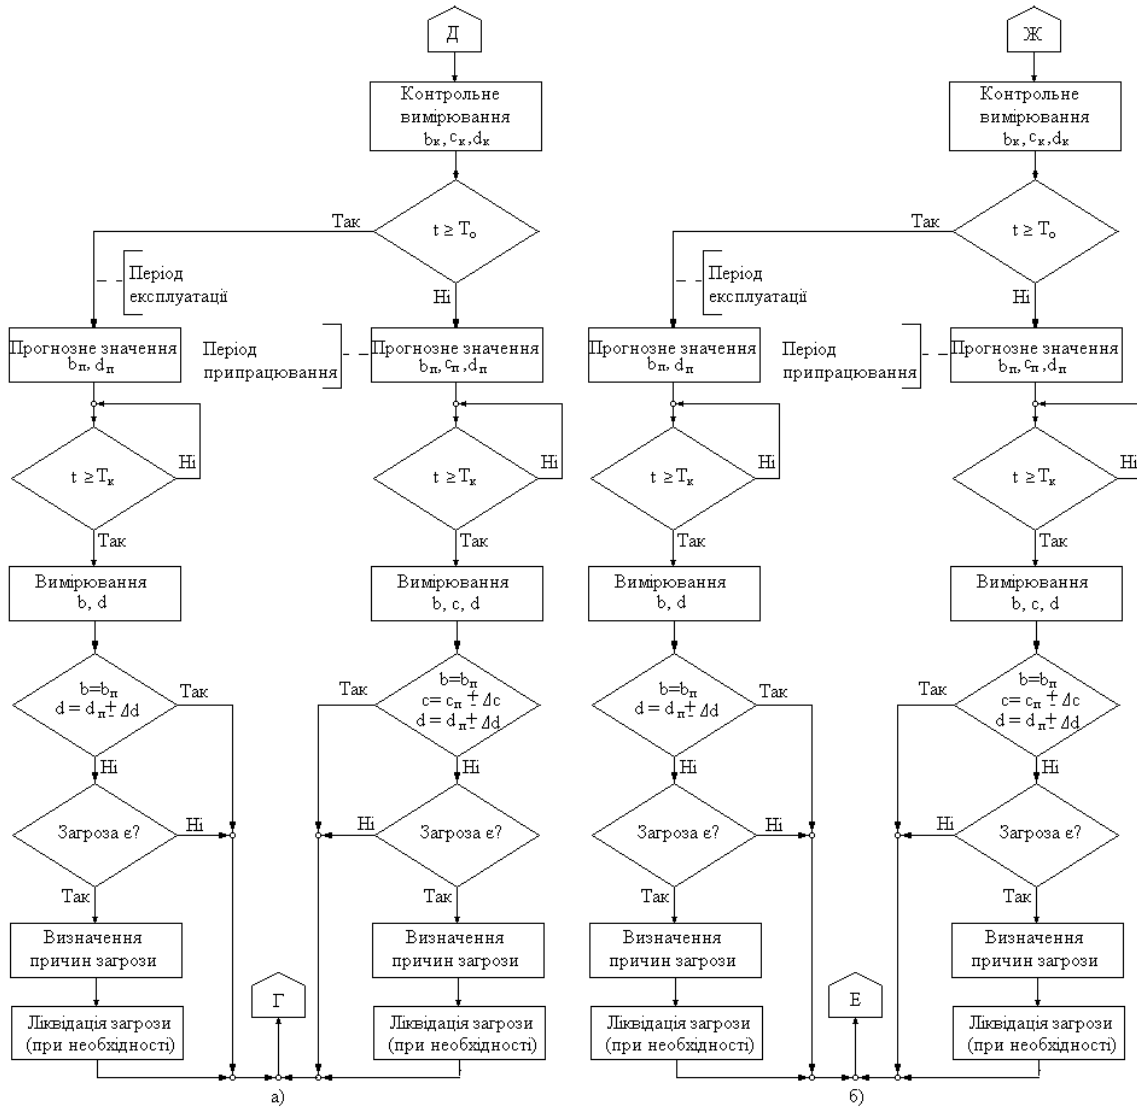 Д
Контрольне
вимірювання
bк, cк, dк
t ≥ Tо
Так
Ні
Період
експлуатації
Прогнозне значення
bп, dп
Період
припрацювання
Прогнозне значення
bп, cп, dп
t ≥ Tк
Ні
Так
t ≥ Tк
Ні
Так
Вимірювання
b, d
Вимірювання
b, c, d
b=bп
d = dп ± Δd
Так
Ні
b=bп
c= cп ± Δc
d = dп ± Δd
Так
Ні
Загроза є?
Ні
Так
Загроза є?
Ні
Так
Визначення
причин загрози
Визначення
причин загрози
Ліквідація загрози
(при необхідності)
Г
Ліквідація загрози
(при необхідності)
а)
Ж
Контрольне
вимірювання
bк, cк, dк
t ≥ Tо
Так
Ні
Період
експлуатації
Прогнозне значення
bп, dп
Період
припрацювання
Прогнозне значення
bп, cп, dп
t ≥ Tк
Ні
Так
t ≥ Tк
Ні
Так
Вимірювання
b, d
Вимірювання
b, c, d
b=bп
d = dп ± Δd
Так
Ні
b=bп
c= cп ± Δc
d = dп ± Δd
Так
Ні
Загроза є?
Ні
Так
Загроза є?
Ні
Так
Визначення
причин загрози
Визначення
причин загрози
Ліквідація загрози
(при необхідності)
Е
Ліквідація загрози
(при необхідності)
б)